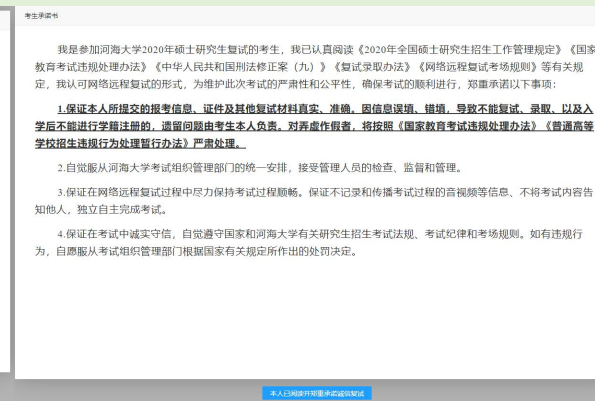 考生承诺书
我是参加河海大学2020年硕士研究生复试的考生，我已认真阅读《2020年全国硕士研究生招生工作管理规定》《国家
教育考试违规处理办法》《中华人民共和国刑法修正案（九）》《复试录取办法》《网络远程复试考场规则》等有关规
定，我认可网络远程复试的形式，为维护此次考试的严肃性和公平性，确保考试的顺利进行，郑重承诺以下事项：
1.保证本人所提交的报考信息、证件及其他复试材料真实、准确。因信息误填、错填，导致不能复试、录取、以及入
学后不能进行学籍注册的，遗留问题由考生本人负责。对弄虚作假者，将按照《国家教育考试违规处理办法》《普通高等
学校招生违规行为处理暂行办法》严肃处理。
2.自觉服从河海大学考试组织管理部门的统一安排，接受管理人员的检查、监督和管理。
3.保证在网络远程复试过程中尽力保持考试过程顺畅。保证不记录和传播考试过程的音视频等信息、不将考试内容告
知他人，独立自主完成考试。
4.保证在考试中诚实守信，自觉遵守国家和河海大学有关研究生招生考试法规、考试纪律和考场规则。如有违规行
为，自愿服从考试组织管理部门根据国家有关规定所作出的处罚决定。
本人已阅读并郑重承诺诚信复试